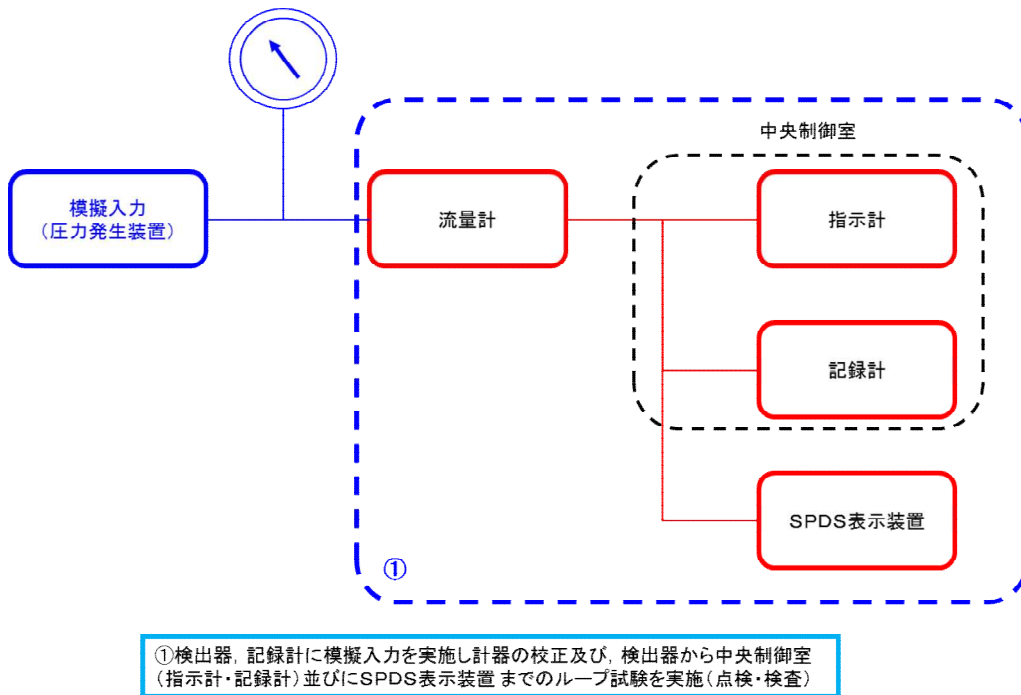 中央制御室
模擬入力
（圧力発生装置）
流量計
指示計
記録計
SPDS表示装置
①
①検出器，記録計に模擬入力を実施し計器の校正及び，検出器から中央制御室
（指示計・記録計）並びにSPDS表示装置 までのループ試験を実施（点検・検査）